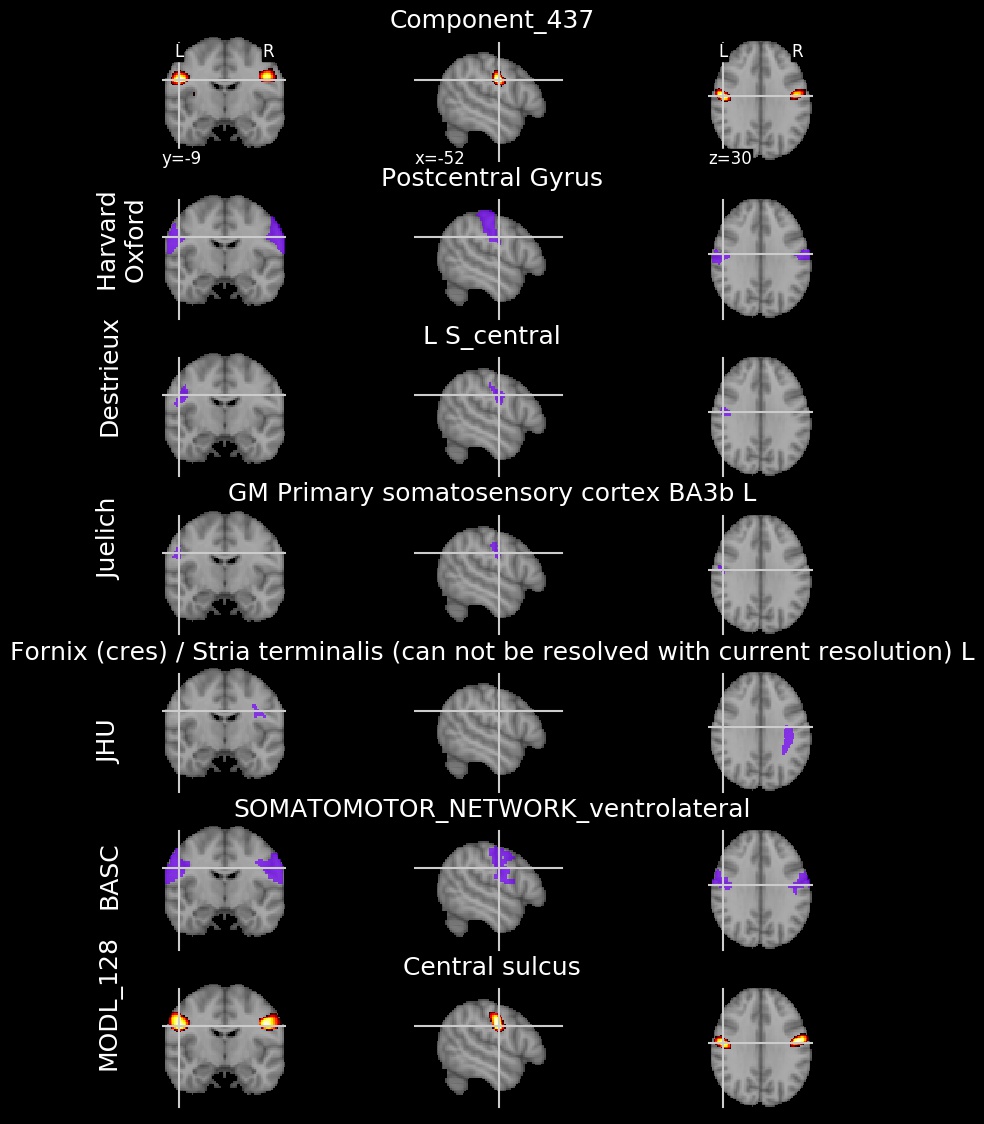 Component_437
L R L R
y=-9 x=-52 z=30
Postcentral Gyrus
Harvard
Oxford
L S_central
Destrieux
GM Primary somatosensory cortex BA3b L
Juelich
Fornix (cres) / Stria terminalis (can not be resolved with current resolution) L
JHU
SOMATOMOTOR_NETWORK_ventrolateral
BASC
Central sulcus
MODL_128